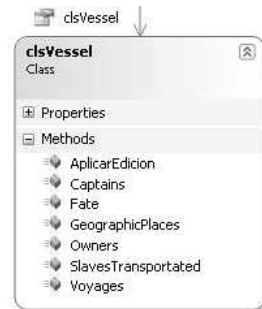 clsVessel
clsVessel
Class
Properties
Methods
AplicarEdicion
Captains
Fate
GeographicPlaces
Owners
SlavesTransportated
Voyages